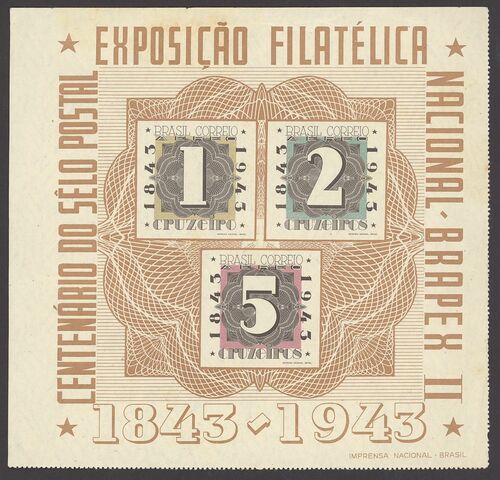 ★ EXPOSIÇÃO FILATÉLICA ★
CENTENÁRIO DO SÊLO POSTAL
NACIONAL · BRAPEX II
BRASIL CORREIO
1843
1
1943
CRUZEIRO
BRASIL CORREIO
1843
2
1943
CRUZEIROS
BRASIL CORREIO
1843
5
1943
CRUZEIROS
★ 1843-1943 ★
IMPRENSA NACIONAL - BRASIL